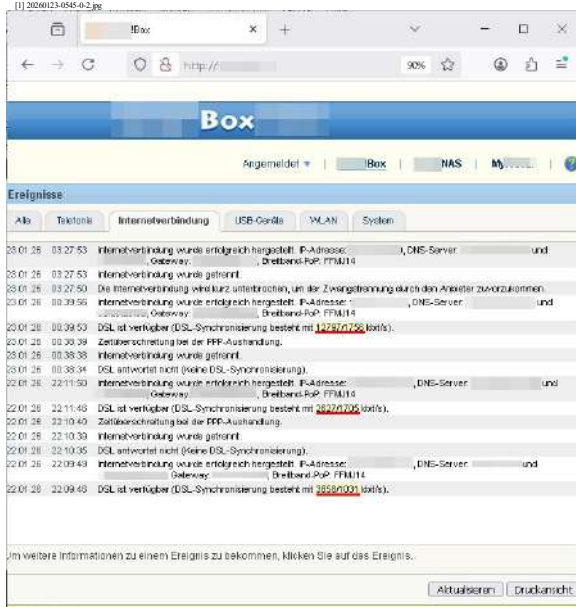 [1] 20260123-0545-0-2.jpg
!Box
http://
90%
Box
Angemeldet | Box | NAS | My
Ereignisse
Alle Telefonie Internetverbindung USB-Geräte WLAN System
23.01.26 03:27:53 Internetverbindung wurde erfolgreich hergestellt. IP-Adresse: , DNS-Server: und
, Gateway: , Breitband-PoP: FFMJ14
23.01.26 03:27:53 Internetverbindung wurde getrennt.
23.01.26 03:27:50 Die Internetverbindung wird kurz unterbrochen, um der Zwangstrennung durch den Anbieter zuvorzukommen.
23.01.26 00:39:56 Internetverbindung wurde erfolgreich hergestellt. IP-Adresse: , DNS-Server: und
, Gateway: , Breitband-PoP: FFMJ14
23.01.26 00:39:53 DSL ist verfügbar (DSL-Synchronisierung besteht mit 12797/1758 kbit/s).
23.01.26 00:38:39 Zeitüberschreitung bei der PPP-Aushandlung.
23.01.26 00:38:38 Internetverbindung wurde getrennt.
23.01.26 00:38:34 DSL antwortet nicht (Keine DSL-Synchronisierung).
22.01.26 22:11:50 Internetverbindung wurde erfolgreich hergestellt. IP-Adresse: , DNS-Server: und
, Gateway: , Breitband-PoP: FFMJ14
22.01.26 22:11:46 DSL ist verfügbar (DSL-Synchronisierung besteht mit 2627/1705 kbit/s).
22.01.26 22:10:40 Zeitüberschreitung bei der PPP-Aushandlung.
22.01.26 22:10:39 Internetverbindung wurde getrennt.
22.01.26 22:10:35 DSL antwortet nicht (Keine DSL-Synchronisierung).
22.01.26 22:09:49 Internetverbindung wurde erfolgreich hergestellt. IP-Adresse: , DNS-Server: und
Gateway: , Breitband-PoP: FFMJ14
22.01.26 22:09:46 DSL ist verfügbar (DSL-Synchronisierung besteht mit 3858/1031 kbit/s).
Um weitere Informationen zu einem Ereignis zu bekommen, klicken Sie auf das Ereignis.
Aktualisieren Druckansicht